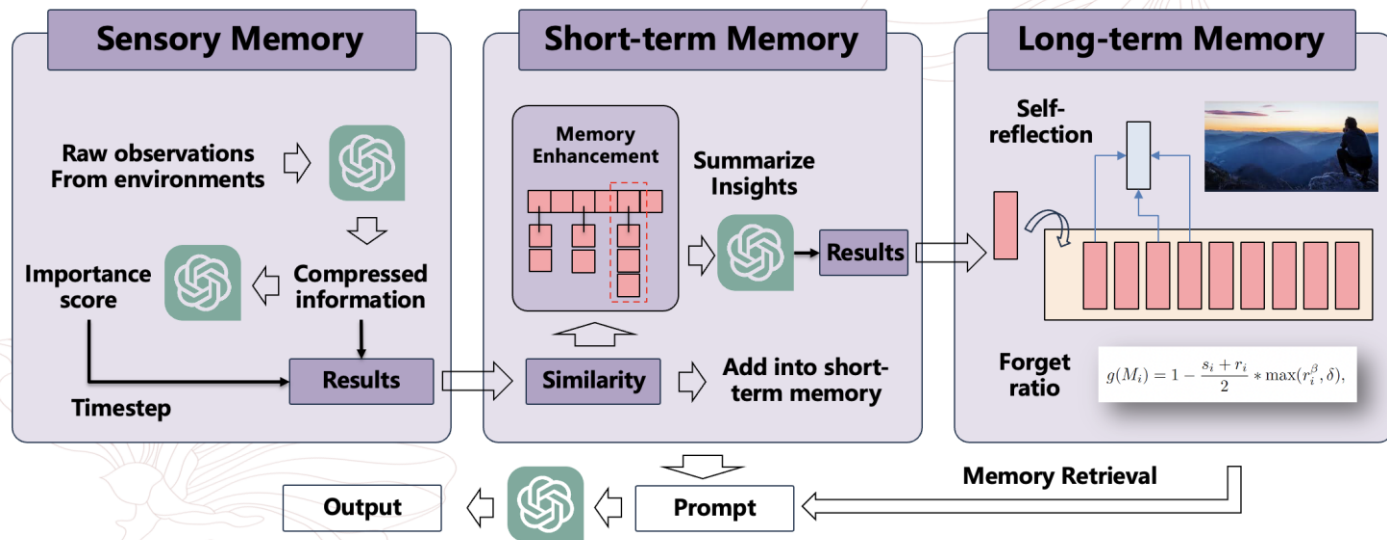 Sensory Memory
Raw observations
From environments
Importance
score
Compressed
information
Results
Timestep
Short-term Memory
Memory
Enhancement
Summarize
Insights
Results
Similarity
Add into short-
term memory
Long-term Memory
Self-
reflection
Forget
ratio
g(M_i) = 1 − \frac{s_i + r_i}{2} * max(r_i^β, δ),
Memory Retrieval
Prompt
Output